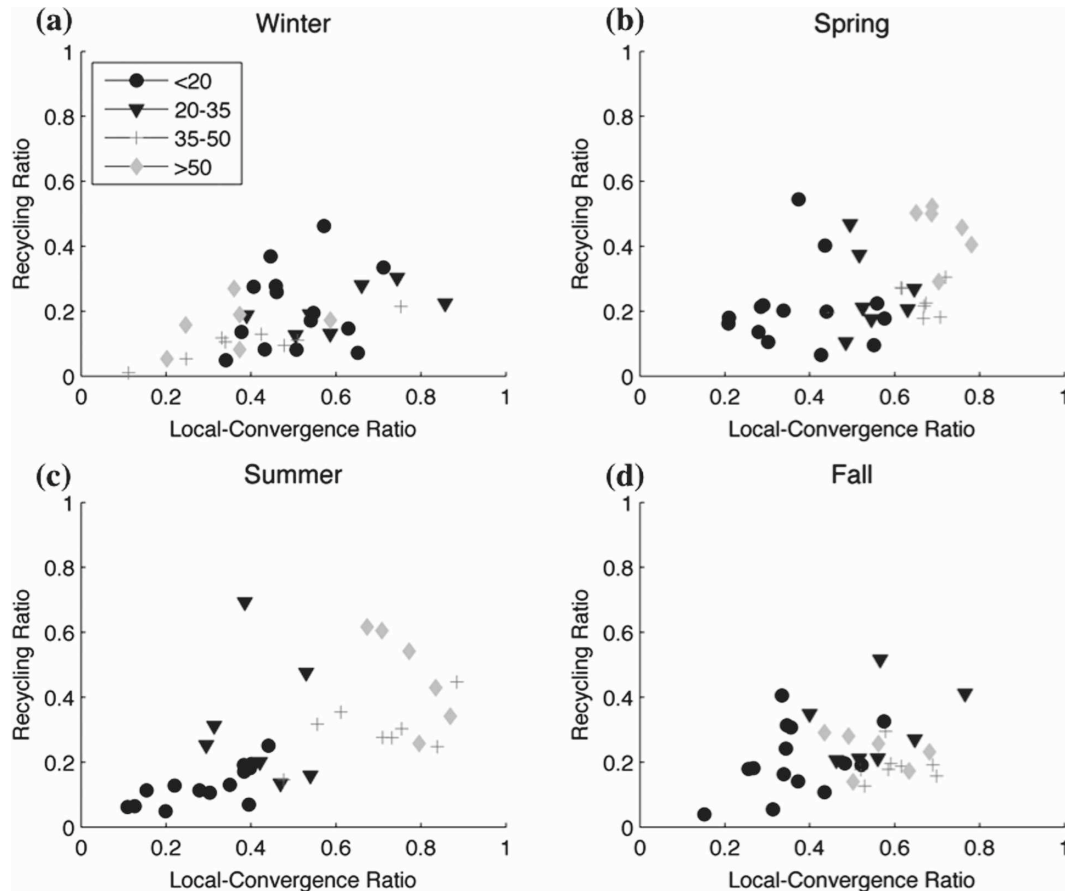 (a)
Winter
1
0.8
0.6
0.4
0.2
0
Recycling Ratio
<20
20-35
35-50
>50
0 0.2 0.4 0.6 0.8 1
Local-Convergence Ratio
(b)
Spring
1
0.8
0.6
0.4
0.2
0
Recycling Ratio
0 0.2 0.4 0.6 0.8 1
Local-Convergence Ratio
(c)
Summer
1
0.8
0.6
0.4
0.2
0
Recycling Ratio
0 0.2 0.4 0.6 0.8 1
Local-Convergence Ratio
(d)
Fall
1
0.8
0.6
0.4
0.2
0
Recycling Ratio
0 0.2 0.4 0.6 0.8 1
Local-Convergence Ratio